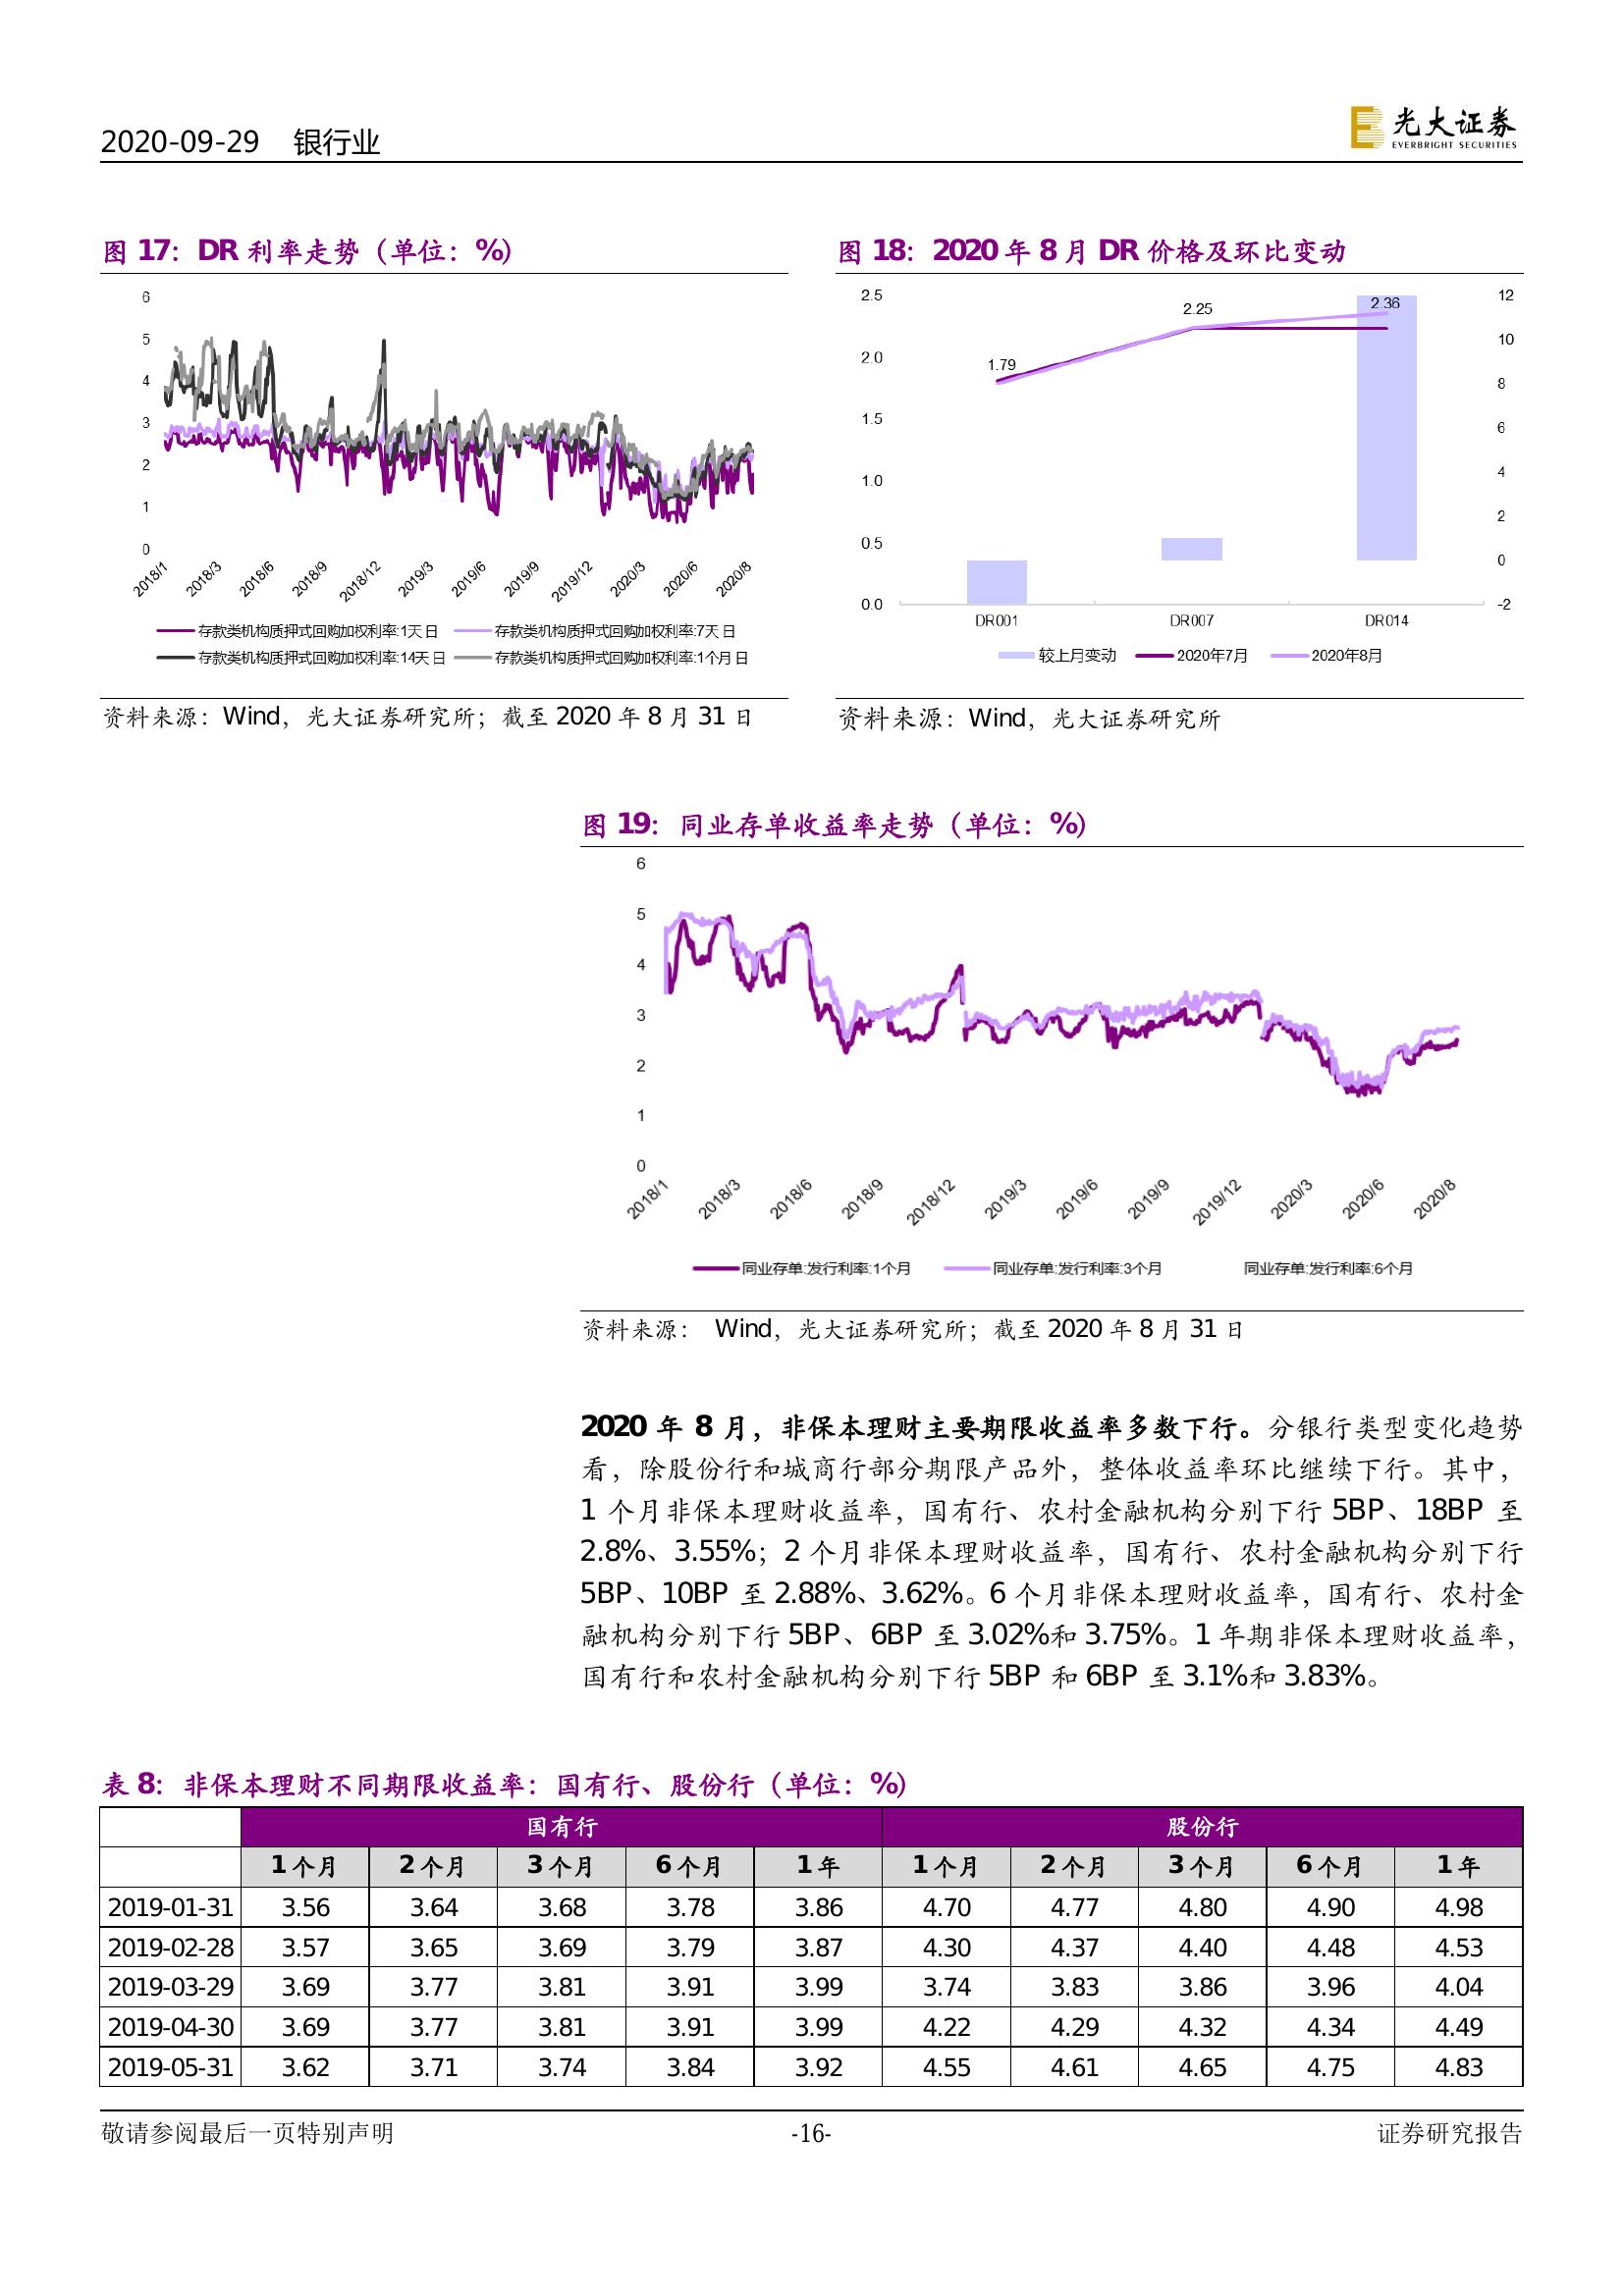 2020-09-29 银行业
光大证券
EVERBRIGHT SECURITIES
图 17：DR 利率走势（单位：%）
6
5
4
3
2
1
0
2018/1 2018/3 2018/6 2018/9 2018/12 2019/3 2019/6 2019/9 2019/12 2020/3 2020/6 2020/8
存款类机构质押式回购加权利率:1天 日 存款类机构质押式回购加权利率:7天 日
存款类机构质押式回购加权利率:14天 日 存款类机构质押式回购加权利率:1个月 日
资料来源：Wind，光大证券研究所；截至 2020 年 8 月 31 日
图 18：2020 年 8 月 DR 价格及环比变动
2.5
2.0
1.5
1.0
0.5
0.0
1.79
2.25
2.36
12
10
8
6
4
2
0
-2
DR001 DR007 DR014
较上月变动 2020年7月 2020年8月
资料来源：Wind，光大证券研究所
图 19：同业存单收益率走势（单位：%）
6
5
4
3
2
1
0
2018/1 2018/3 2018/6 2018/9 2018/12 2019/3 2019/6 2019/9 2019/12 2020/3 2020/6 2020/8
同业存单:发行利率:1个月 同业存单:发行利率:3个月 同业存单:发行利率:6个月
资料来源： Wind，光大证券研究所；截至 2020 年 8 月 31 日
2020 年 8 月，非保本理财主要期限收益率多数下行。分银行类型变化趋势
看，除股份行和城商行部分期限产品外，整体收益率环比继续下行。其中，
1 个月非保本理财收益率，国有行、农村金融机构分别下行 5BP、18BP 至
2.8%、3.55%；2 个月非保本理财收益率，国有行、农村金融机构分别下行
5BP、10BP 至 2.88%、3.62%。6 个月非保本理财收益率，国有行、农村金
融机构分别下行 5BP、6BP 至 3.02%和 3.75%。1 年期非保本理财收益率，
国有行和农村金融机构分别下行 5BP 和 6BP 至 3.1%和 3.83%。
表 8：非保本理财不同期限收益率：国有行、股份行（单位：%）
国有行 股份行
1 个月 2 个月 3 个月 6 个月 1 年 1 个月 2 个月 3 个月 6 个月 1 年
2019-01-31 3.56 3.64 3.68 3.78 3.86 4.70 4.77 4.80 4.90 4.98
2019-02-28 3.57 3.65 3.69 3.79 3.87 4.30 4.37 4.40 4.48 4.53
2019-03-29 3.69 3.77 3.81 3.91 3.99 3.74 3.83 3.86 3.96 4.04
2019-04-30 3.69 3.77 3.81 3.91 3.99 4.22 4.29 4.32 4.34 4.49
2019-05-31 3.62 3.71 3.74 3.84 3.92 4.55 4.61 4.65 4.75 4.83
敬请参阅最后一页特别声明 -16- 证券研究报告